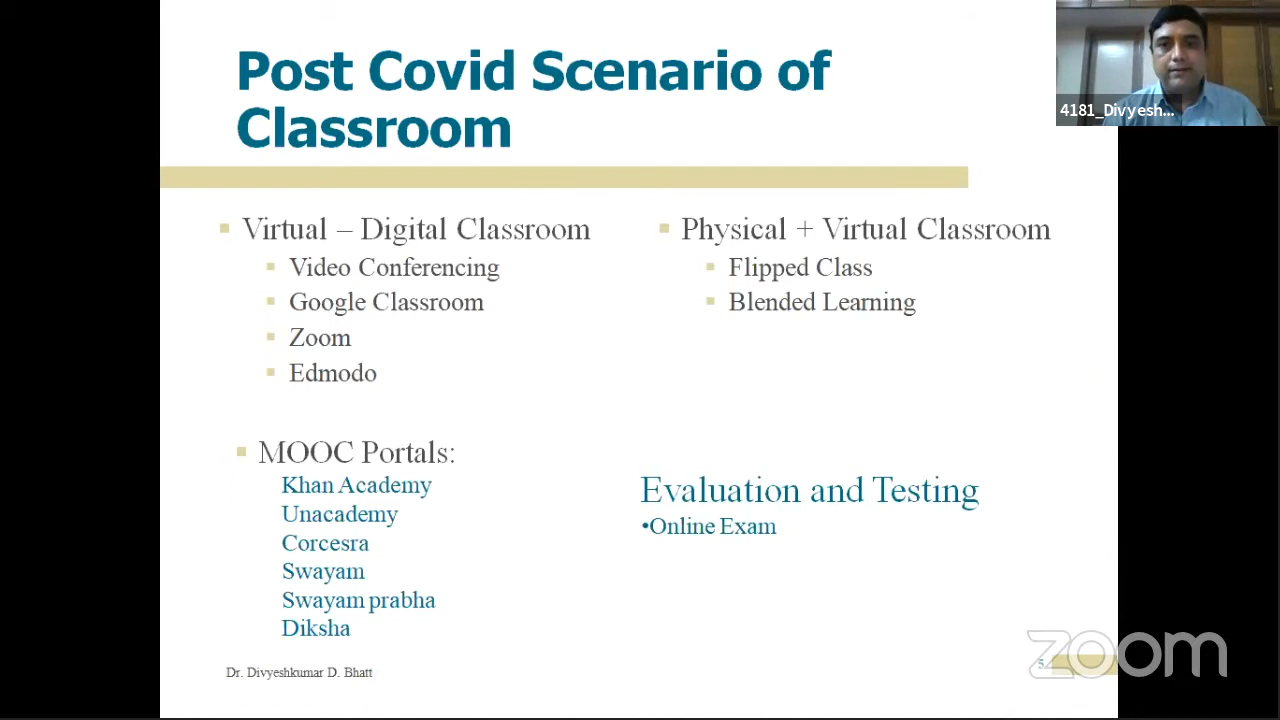 Post Covid Scenario of
Classroom
4181_Divyesh...
Virtual – Digital Classroom
Video Conferencing
Google Classroom
Zoom
Edmodo
Physical + Virtual Classroom
Flipped Class
Blended Learning
MOOC Portals:
Khan Academy
Unacademy
Corcesra
Swayam
Swayam prabha
Diksha
Evaluation and Testing
•Online Exam
Dr. Divyeshkumar D. Bhatt
5
zoom